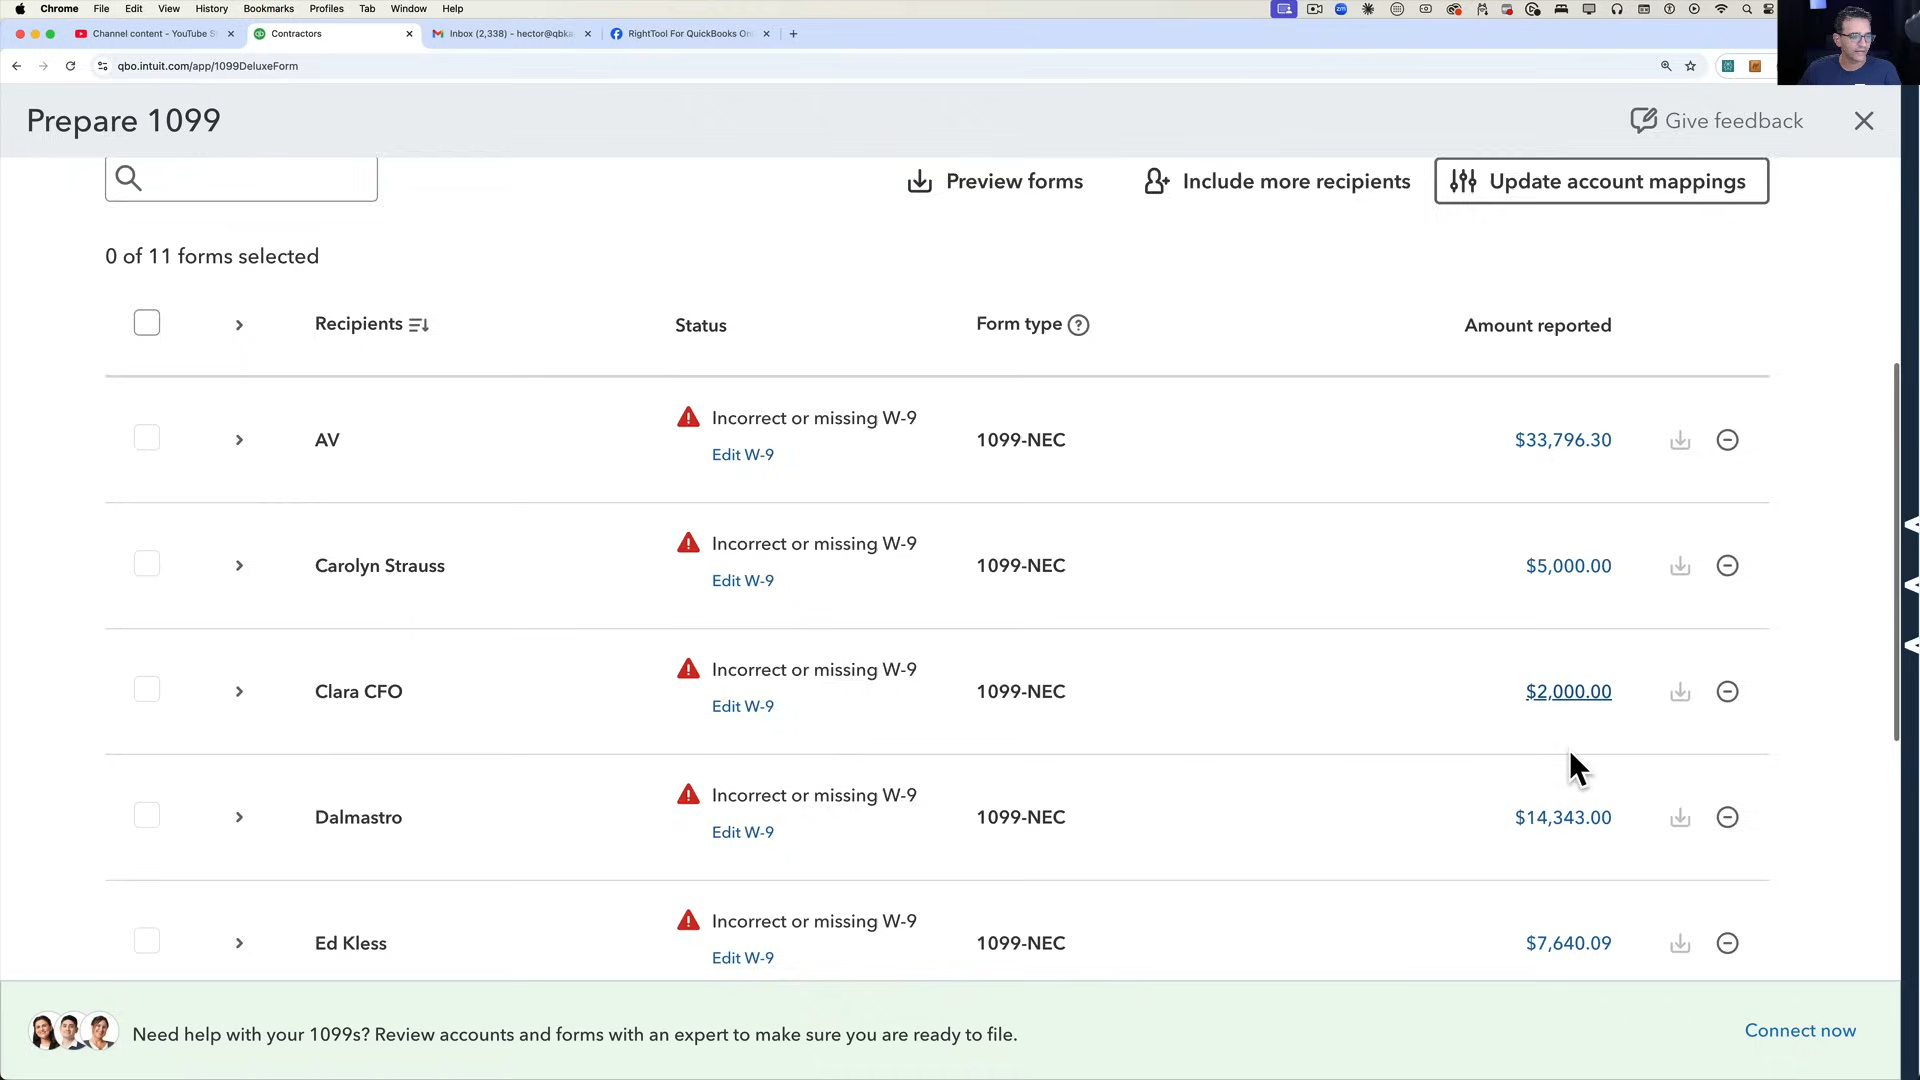 Chrome File Edit View History Bookmarks Profiles Tab Window Help
Channel content - YouTube S
Contractors
Inbox (2,338) - hector@qbka
RightTool For QuickBooks On
qbo.intuit.com/app/1099DeluxeForm
Prepare 1099
Give feedback
Preview forms
Include more recipients
Update account mappings
0 of 11 forms selected
Recipients Status Form type Amount reported
AV Incorrect or missing W-9 1099-NEC $33,796.30
Edit W-9
Carolyn Strauss Incorrect or missing W-9 1099-NEC $5,000.00
Edit W-9
Clara CFO Incorrect or missing W-9 1099-NEC $2,000.00
Edit W-9
Dalmastro Incorrect or missing W-9 1099-NEC $14,343.00
Edit W-9
Ed Kless Incorrect or missing W-9 1099-NEC $7,640.09
Edit W-9
Need help with your 1099s? Review accounts and forms with an expert to make sure you are ready to file.
Connect now